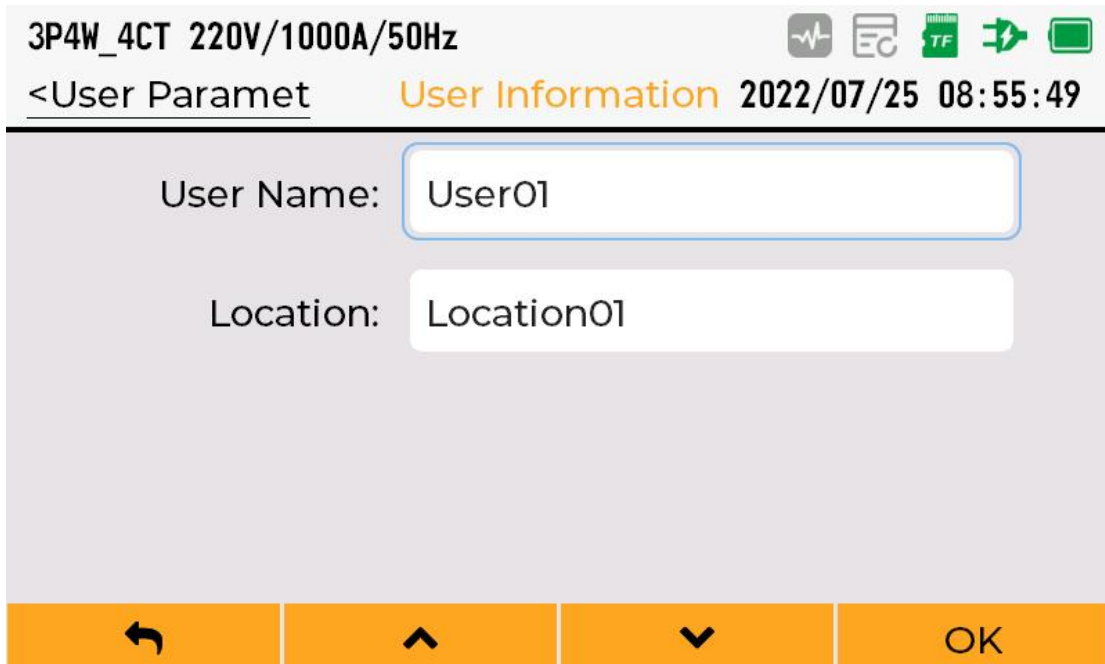 3P4W_4CT 220V/1000A/50Hz TF
<User Paramet User Information 2022/07/25 08:55:49
User Name: User01
Location: Location01
OK